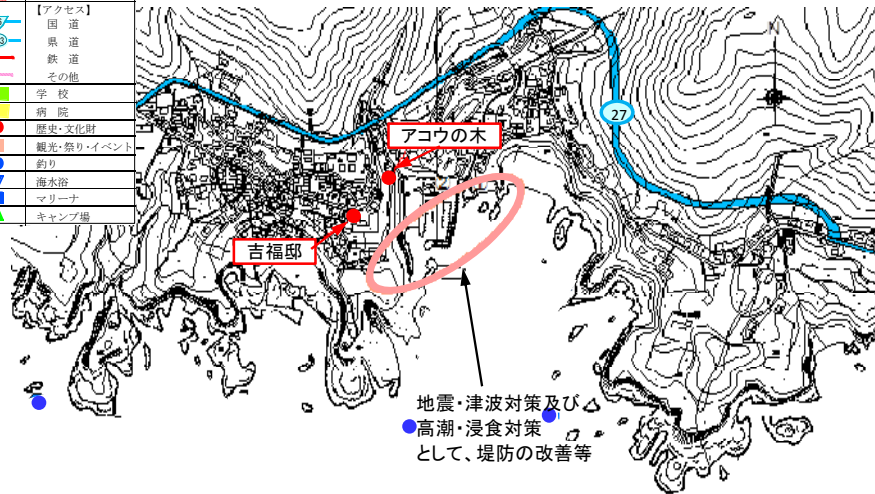 【アクセス】
国 道
県 道
鉄 道
その他
学 校
病 院
歴史・文化財
観光・祭り・イベント
釣り
海水浴
マリーナ
キャンプ場
N
27
アコウの木
吉福邸
地震・津波対策及び
高潮・浸食対策
として、堤防の改善等